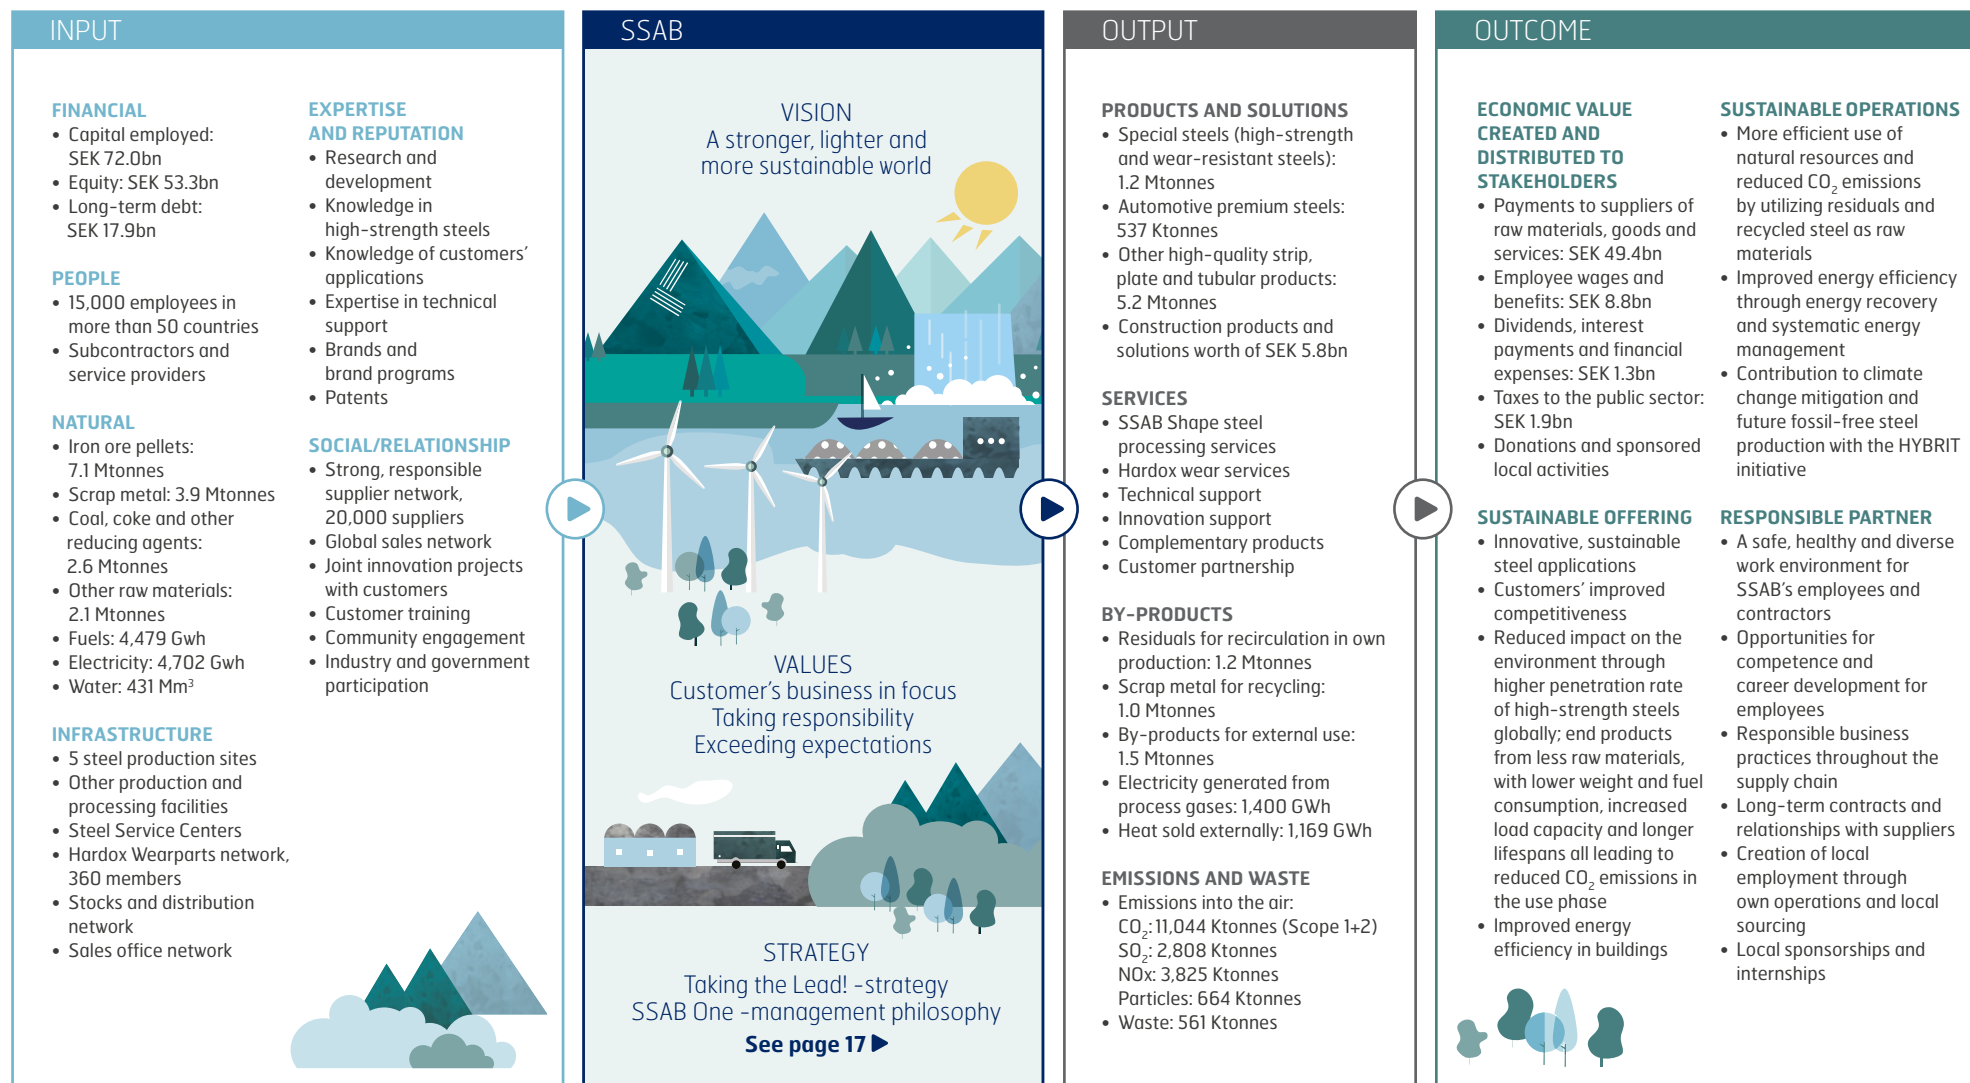 INPUT
FINANCIAL
• Capital employed:
SEK 72.0bn
• Equity: SEK 53.3bn
• Long-term debt:
SEK 17.9bn
PEOPLE
• 15,000 employees in
more than 50 countries
• Subcontractors and
service providers
NATURAL
• Iron ore pellets:
7.1 Mtonnes
• Scrap metal: 3.9 Mtonnes
• Coal, coke and other
reducing agents:
2.6 Mtonnes
• Other raw materials:
2.1 Mtonnes
• Fuels: 4,479 Gwh
• Electricity: 4,702 Gwh
• Water: 431 Mm³
INFRASTRUCTURE
• 5 steel production sites
• Other production and
processing facilities
• Steel Service Centers
• Hardox Wearparts network,
360 members
• Stocks and distribution
network
• Sales office network
EXPERTISE
AND REPUTATION
• Research and
development
• Knowledge in
high-strength steels
• Knowledge of customers’
applications
• Expertise in technical
support
• Brands and
brand programs
• Patents
SOCIAL/RELATIONSHIP
• Strong, responsible
supplier network,
20,000 suppliers
• Global sales network
• Joint innovation projects
with customers
• Customer training
• Community engagement
• Industry and government
participation
SSAB
VISION
A stronger, lighter and
more sustainable world
VALUES
Customer’s business in focus
Taking responsibility
Exceeding expectations
STRATEGY
Taking the Lead! -strategy
SSAB One -management philosophy
See page 17
OUTPUT
PRODUCTS AND SOLUTIONS
• Special steels (high-strength
and wear-resistant steels):
1.2 Mtonnes
• Automotive premium steels:
537 Ktonnes
• Other high-quality strip,
plate and tubular products:
5.2 Mtonnes
• Construction products and
solutions worth of SEK 5.8bn
SERVICES
• SSAB Shape steel
processing services
• Hardox wear services
• Technical support
• Innovation support
• Complementary products
• Customer partnership
BY-PRODUCTS
• Residuals for recirculation in own
production: 1.2 Mtonnes
• Scrap metal for recycling:
1.0 Mtonnes
• By-products for external use:
1.5 Mtonnes
• Electricity generated from
process gases: 1,400 GWh
• Heat sold externally: 1,169 GWh
EMISSIONS AND WASTE
• Emissions into the air:
CO₂: 11,044 Ktonnes (Scope 1+2)
SO₂: 2,808 Ktonnes
NOx: 3,825 Ktonnes
Particles: 664 Ktonnes
• Waste: 561 Ktonnes
OUTCOME
ECONOMIC VALUE
CREATED AND
DISTRIBUTED TO
STAKEHOLDERS
• Payments to suppliers of
raw materials, goods and
services: SEK 49.4bn
• Employee wages and
benefits: SEK 8.8bn
• Dividends, interest
payments and financial
expenses: SEK 1.3bn
• Taxes to the public sector:
SEK 1.9bn
• Donations and sponsored
local activities
SUSTAINABLE OFFERING
• Innovative, sustainable
steel applications
• Customers’ improved
competitiveness
• Reduced impact on the
environment through
higher penetration rate
of high-strength steels
globally; end products
from less raw materials,
with lower weight and fuel
consumption, increased
load capacity and longer
lifespans all leading to
reduced CO₂ emissions in
the use phase
• Improved energy
efficiency in buildings
SUSTAINABLE OPERATIONS
• More efficient use of
natural resources and
reduced CO₂ emissions
by utilizing residuals and
recycled steel as raw
materials
• Improved energy efficiency
through energy recovery
and systematic energy
management
• Contribution to climate
change mitigation and
future fossil-free steel
production with the HYBRIT
initiative
RESPONSIBLE PARTNER
• A safe, healthy and diverse
work environment for
SSAB’s employees and
contractors
• Opportunities for
competence and
career development for
employees
• Responsible business
practices throughout the
supply chain
• Long-term contracts and
relationships with suppliers
• Creation of local
employment through
own operations and local
sourcing
• Local sponsorships and
internships